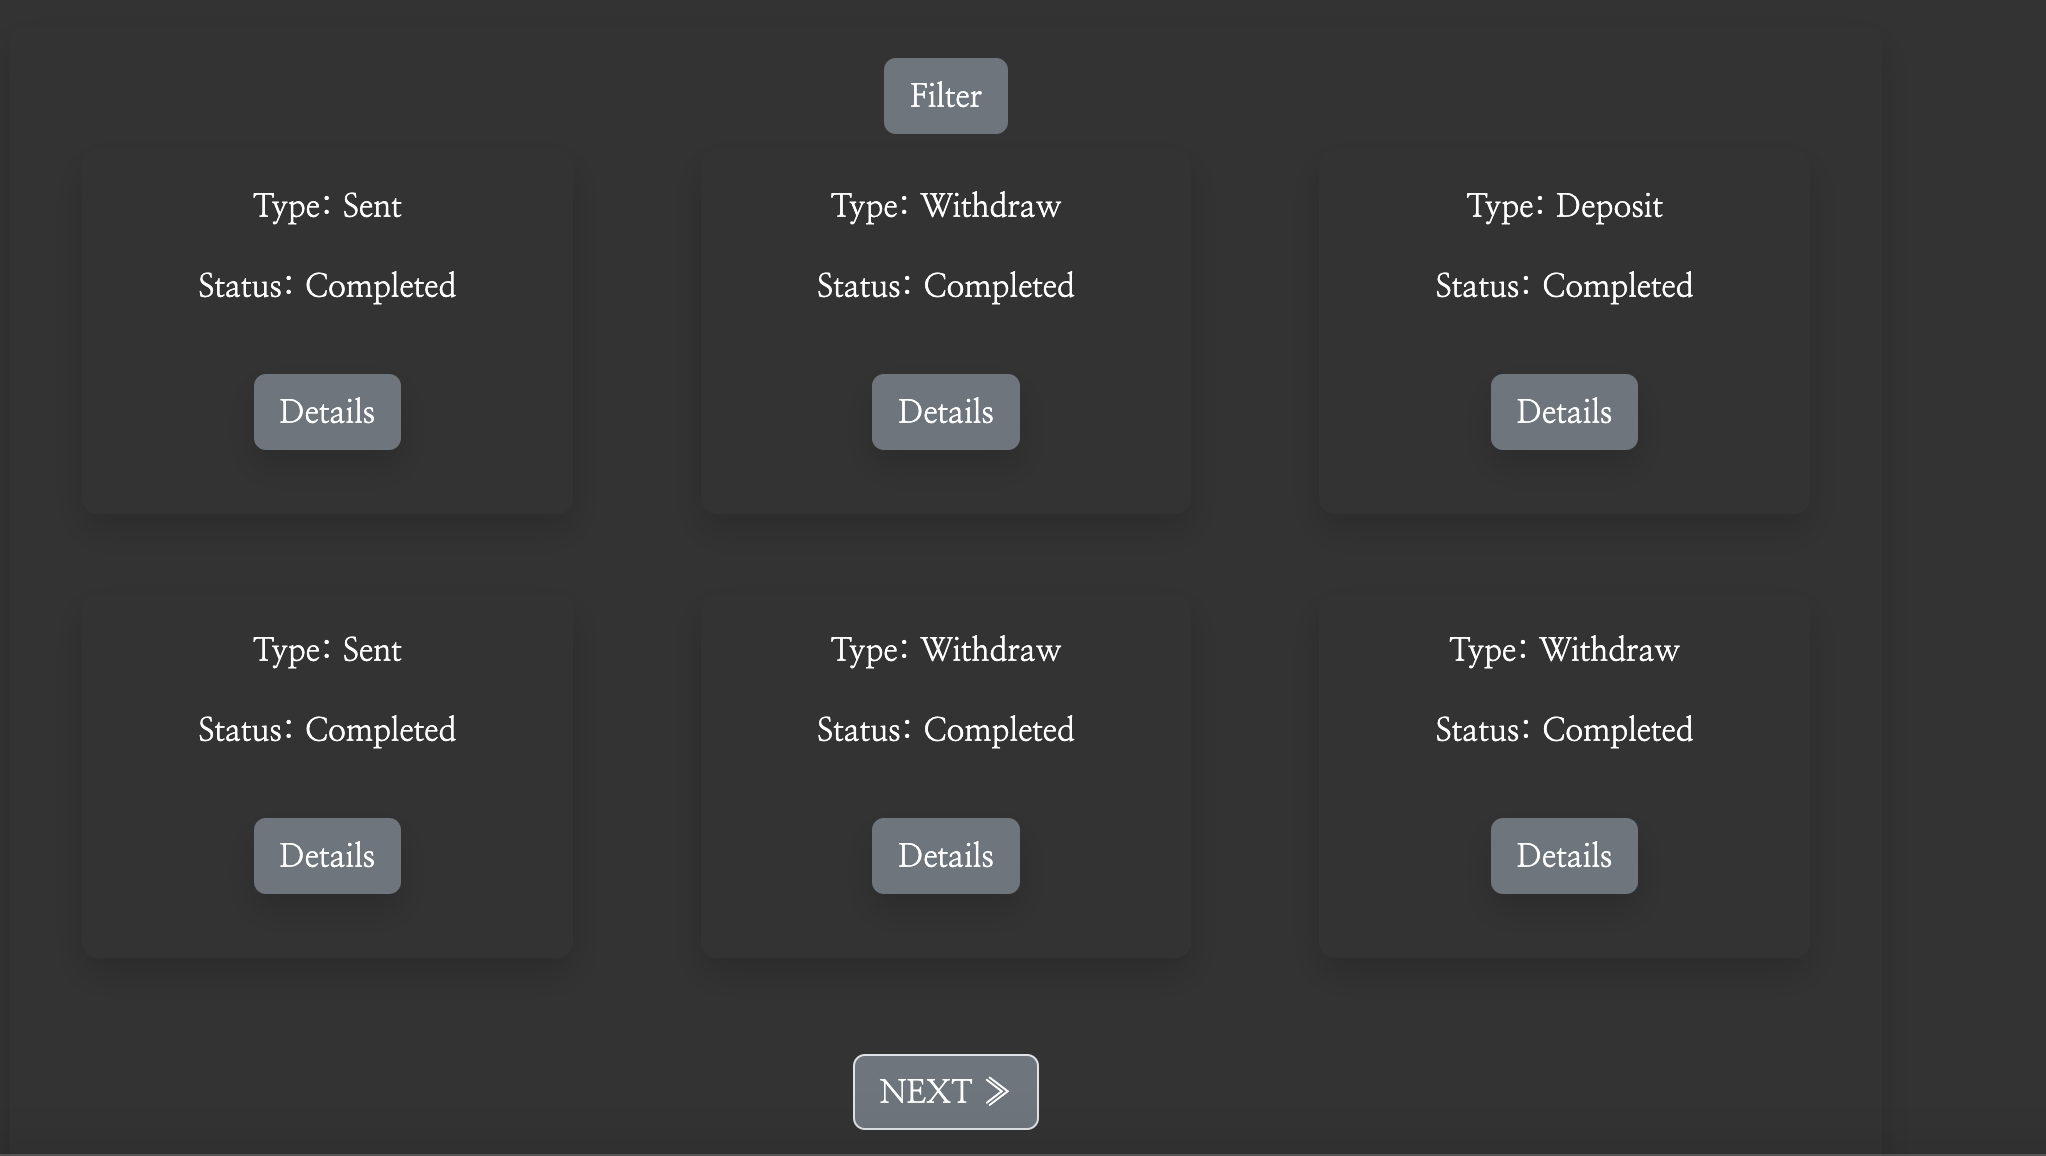 Filter
Type: Sent
Status: Completed
Details
Type: Withdraw
Status: Completed
Details
Type: Deposit
Status: Completed
Details
Type: Sent
Status: Completed
Details
Type: Withdraw
Status: Completed
Details
Type: Withdraw
Status: Completed
Details
NEXT ≫